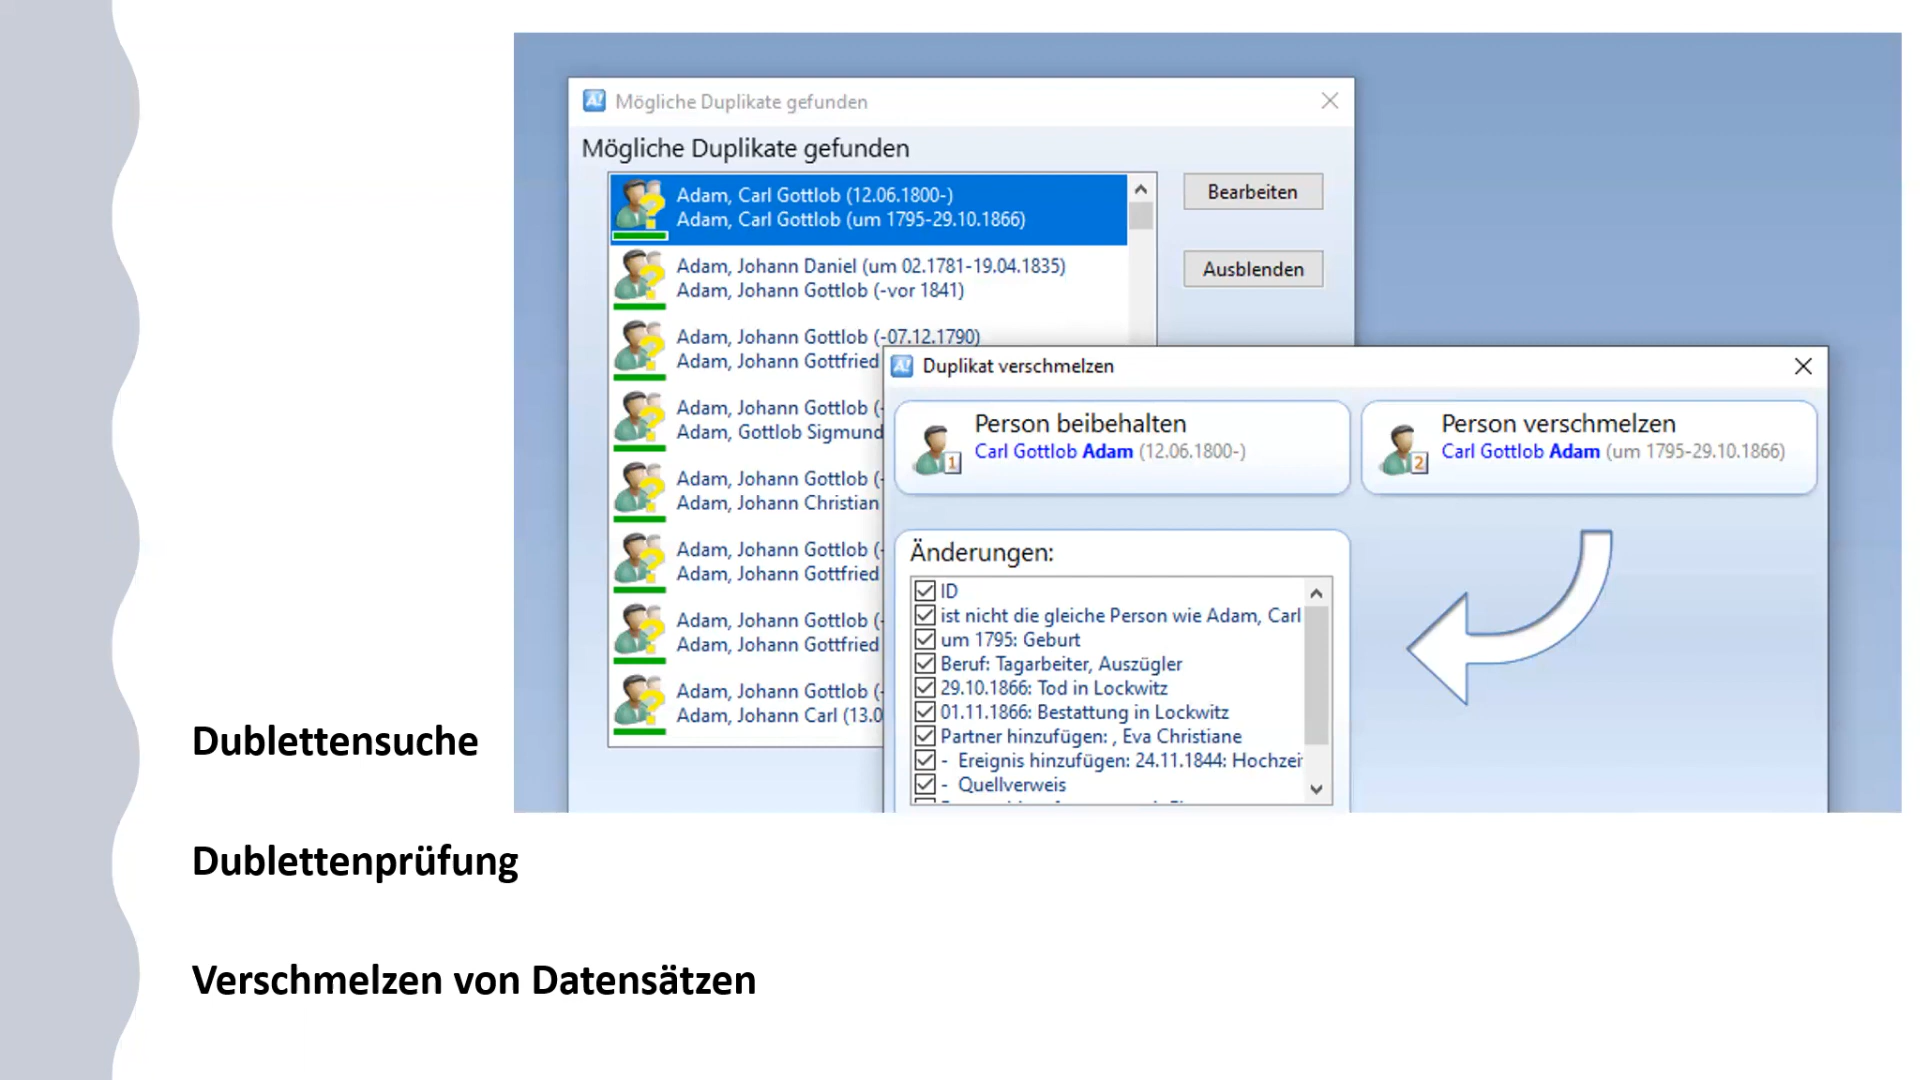 Mögliche Duplikate gefunden
Mögliche Duplikate gefunden
Adam, Carl Gottlob (12.06.1800-)
Adam, Carl Gottlob (um 1795-29.10.1866)
Adam, Johann Daniel (um 02.1781-19.04.1835)
Adam, Johann Gottlob (-vor 1841)
Adam, Johann Gottlob (-07.12.1790)
Adam, Johann Gottfried
Adam, Johann Gottlob (-
Adam, Gottlob Sigmund
Adam, Johann Gottlob (-
Adam, Johann Christian
Adam, Johann Gottlob (-
Adam, Johann Gottfried
Adam, Johann Gottlob (-
Adam, Johann Gottfried
Adam, Johann Gottlob (-
Adam, Johann Carl (13.0
Bearbeiten
Ausblenden
Duplikat verschmelzen
Person beibehalten
Carl Gottlob Adam (12.06.1800-)
1
Person verschmelzen
Carl Gottlob Adam (um 1795-29.10.1866)
2
Änderungen:
ID
ist nicht die gleiche Person wie Adam, Carl
um 1795: Geburt
Beruf: Tagarbeiter, Auszügler
29.10.1866: Tod in Lockwitz
01.11.1866: Bestattung in Lockwitz
Partner hinzufügen: , Eva Christiane
- Ereignis hinzufügen: 24.11.1844: Hochzei
- Quellverweis
Dublettensuche
Dublettenprüfung
Verschmelzen von Datensätzen